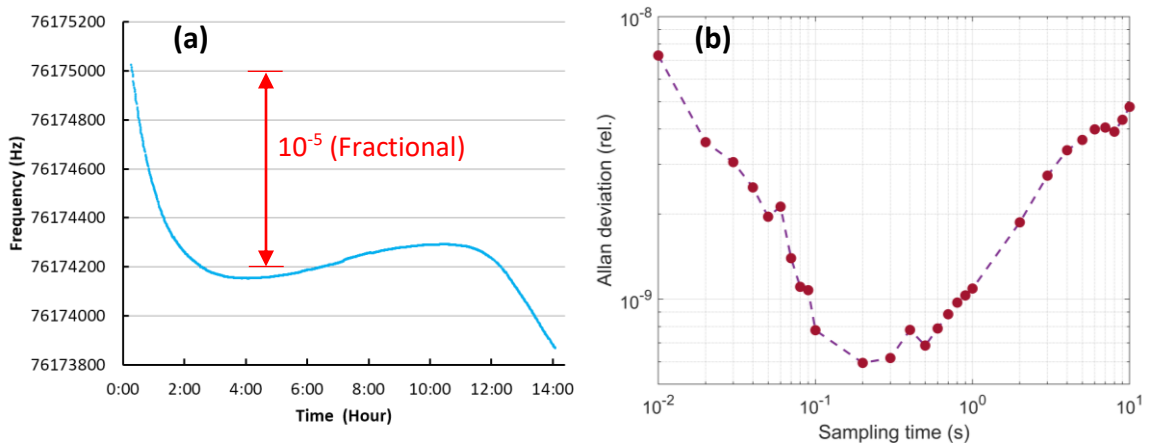 (a)
76175200
76175000
76174800
76174600
76174400
76174200
76174000
73173800
Frequency (Hz)
10-5 (Fractional)
0:00 2:00 4:00 6:00 8:00 10:00 12:00 14:00
Time (Hour)
(b)
10-8
10-9
Allan deviation (rel.)
10-2 10-1 100 101
Sampling time (s)